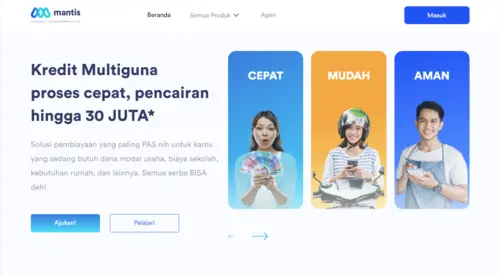 mantis
Beranda
Semua Produk
Agen
Masuk
Kredit Multiguna
proses cepat, pencairan
hingga 30 JUTA*
Solusi pembiayaan yang paling PAS nih untuk kamu
yang sedang butuh dana modal usaha, biaya sekolah,
kebutuhan rumah, dan lainnya. Semua serba BISA
deh!
Ajukan!
Pelajari
CEPAT
MUDAH
AMAN